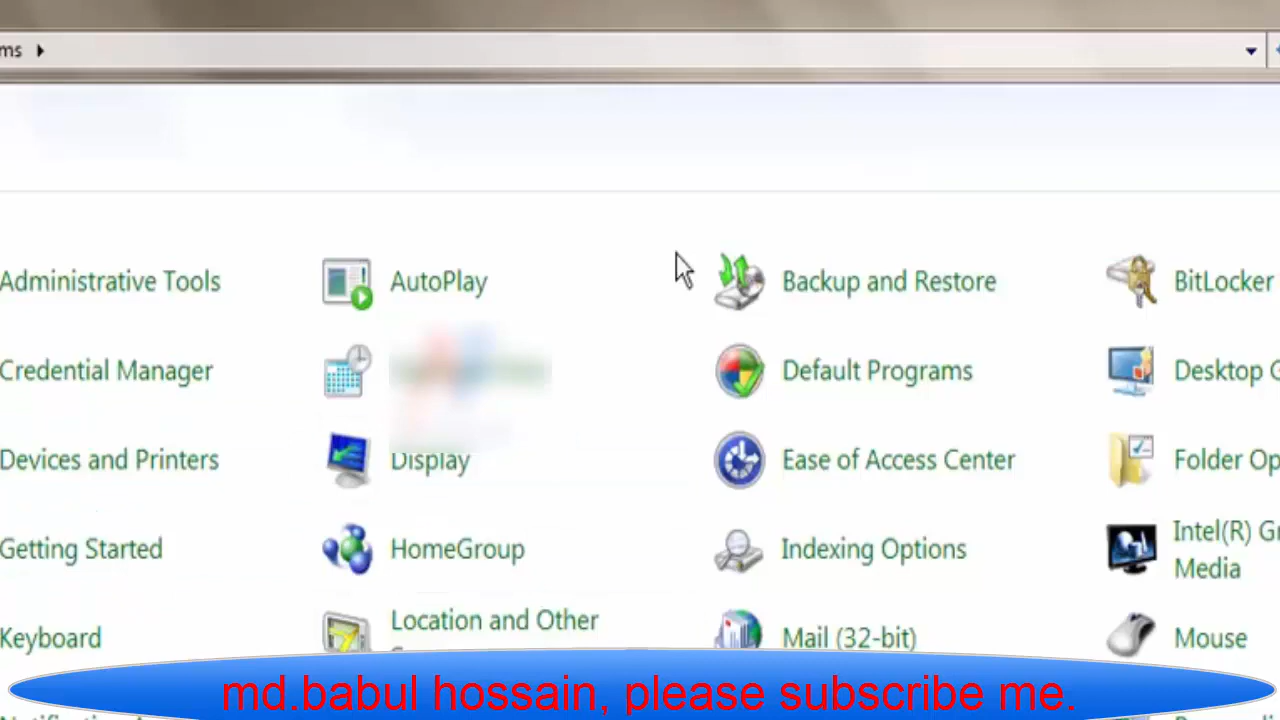 ms
Administrative Tools
AutoPlay
Backup and Restore
BitLocker
Credential Manager
Default Programs
Desktop G
Devices and Printers
Display
Ease of Access Center
Folder Op
Getting Started
HomeGroup
Indexing Options
Intel(R) G
Media
Keyboard
Location and Other
Mail (32-bit)
Mouse
md.babul hossain, please subscribe me.